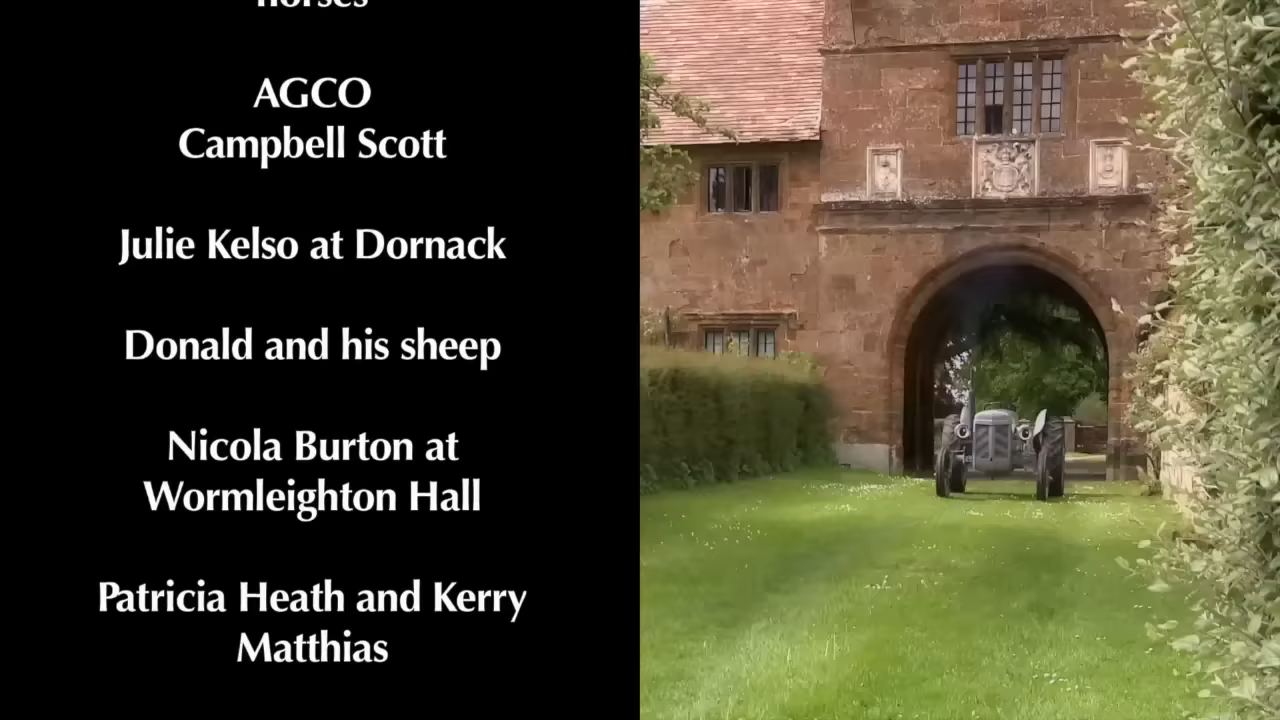 horses
AGCO
Campbell Scott
Julie Kelso at Dornack
Donald and his sheep
Nicola Burton at
Wormleighton Hall
Patricia Heath and Kerry
Matthias